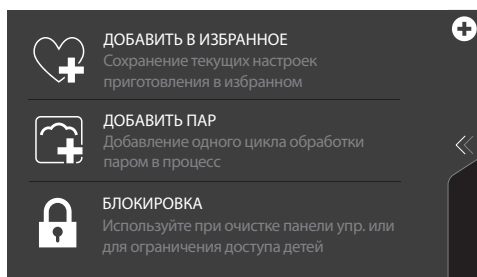 ДОБАВИТЬ В ИЗБРАННОЕ
Сохранение текущих настроек
приготовления в избранном
ДОБАВИТЬ ПАР
Добавление одного цикла обработки
паром в процесс
БЛОКИРОВКА
Используйте при очистке панели упр. или
для ограничения доступа детей